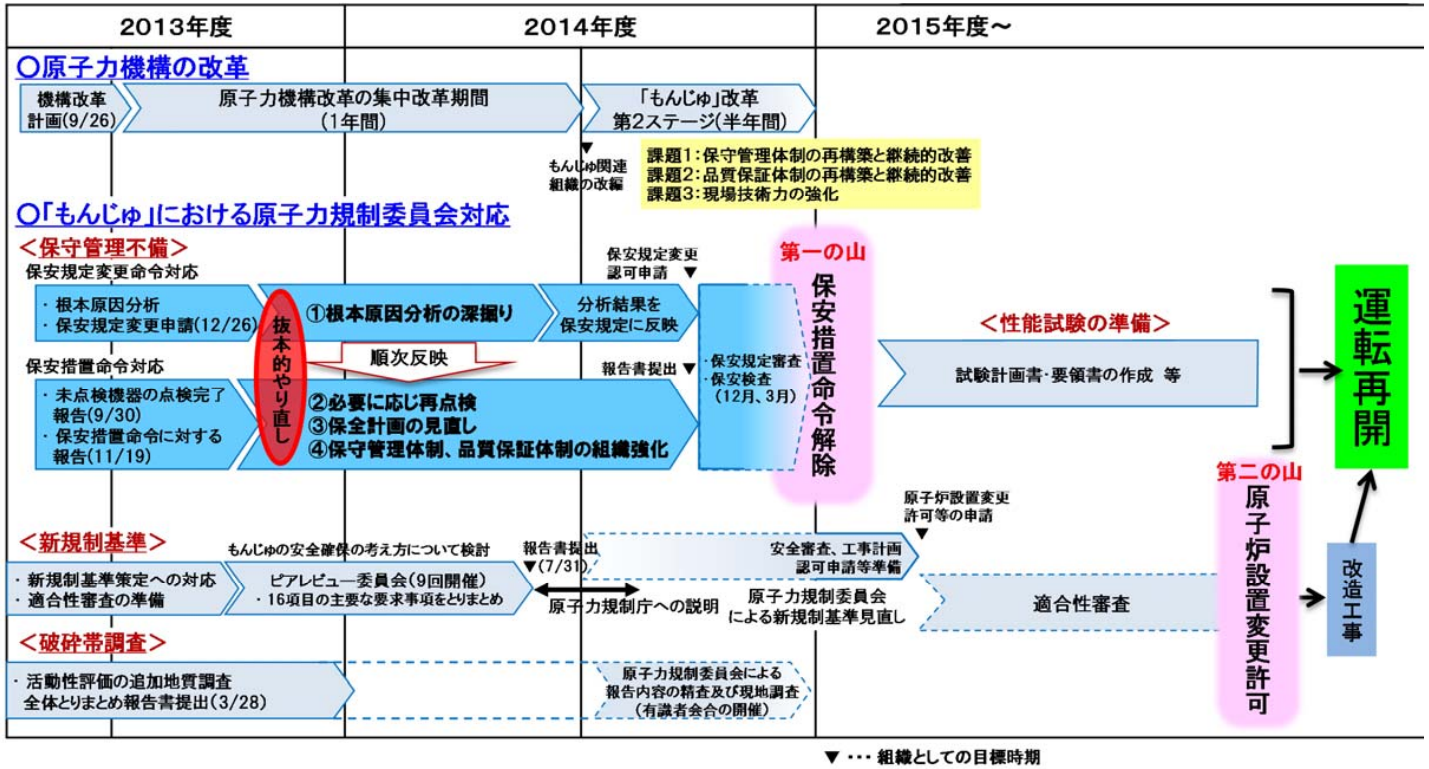 2013年度
2014年度
2015年度～
〇原子力機構の改革
機構改革
計画(9/26)
原子力機構改革の集中改革期間
(1年間)
「もんじゅ」改革
第2ステージ(半年間)
もんじゅ関連
組織の改編
課題1：保守管理体制の再構築と継続的改善
課題2：品質保証体制の再構築と継続的改善
課題3：現場技術力の強化
〇「もんじゅ」における原子力規制委員会対応
＜保守管理不備＞
保安規定変更命令対応
・根本原因分析
・保安規定変更申請(12/26)
①根本原因分析の深掘り
分析結果を
保安規定に反映
保安規定変更
認可申請 ▼
抜本的やり直し
順次反映
保安措置命令対応
・未点検機器の点検完了
報告(9/30)
・保安措置命令に対する
報告(11/19)
②必要に応じ再点検
③保全計画の見直し
④保守管理体制、品質保証体制の組織強化
報告書提出 ▼
・保安規定審査
・保安検査
(12月、3月)
第一の山
保安措置命令解除
＜性能試験の準備＞
試験計画書・要領書の作成 等
運転再開
＜新規制基準＞
・新規制基準策定への対応
・適合性審査の準備
もんじゅの安全確保の考え方について検討
ピアレビュー委員会(9回開催)
・16項目の主要な要求事項をとりまとめ
報告書提出
▼(7/31)
原子力規制庁への説明
安全審査、工事計画
認可申請等準備
原子炉設置変更
許可等の申請
▼
原子力規制委員会
による新規制基準見直し
適合性審査
第二の山
原子炉設置変更許可
改造工事
＜破砕帯調査＞
・活動性評価の追加地質調査
全体とりまとめ報告書提出(3/28)
原子力規制委員会による
報告内容の精査及び現地調査
(有識者会合の開催)
▼ ･･･ 組織としての目標時期